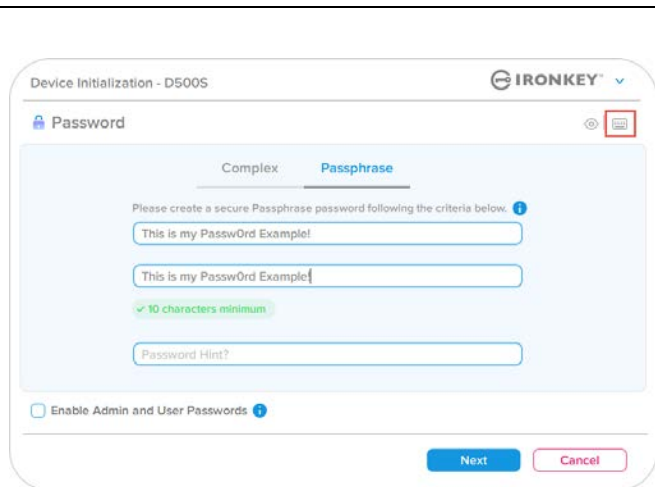 Device Initialization - D500S IRONKEY™
Password
Complex Passphrase
Please create a secure Passphrase password following the criteria below.
This is my Passw0rd Example!
This is my Passw0rd Example!
✓ 10 characters minimum
Password Hint?
Enable Admin and User Passwords
Next Cancel